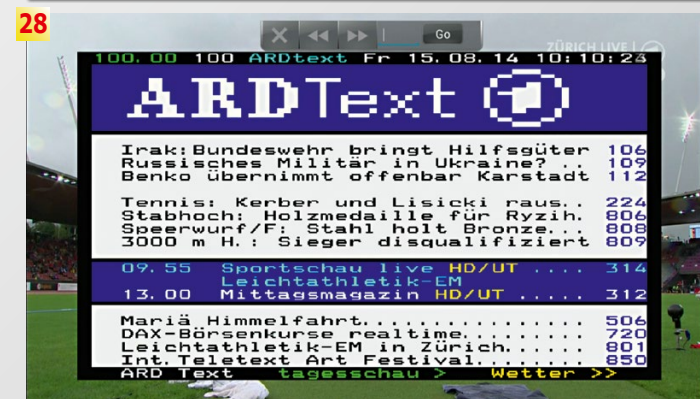 28
Go
ZÜRICH LIVE
100.00 100 ARDtext Fr 15.08.14 10:10:24
ARDText
Irak:Bundeswehr bringt Hilfsgüter 106
Russisches Militär in Ukraine? .. 109
Benko übernimmt offenbar Karstadt 112
Tennis: Kerber und Lisicki raus.. 224
Stabhoch: Holzmedaille für Ryzih. 806
Speerwurf/F: Stahl holt Bronze... 808
3000 m H.: Sieger disqualifiziert 809
09.55 Sportschau live HD/UT ..... 314
Leichtathletik-EM
13.00 Mittagsmagazin HD/UT ..... 312
Mariä Himmelfahrt................ 506
DAX-Börsenkurse realtime......... 720
Leichtathletik-EM in Zürich...... 801
Int. Teletext Art Festival....... 850
ARD Text tagesschau > Wetter >>